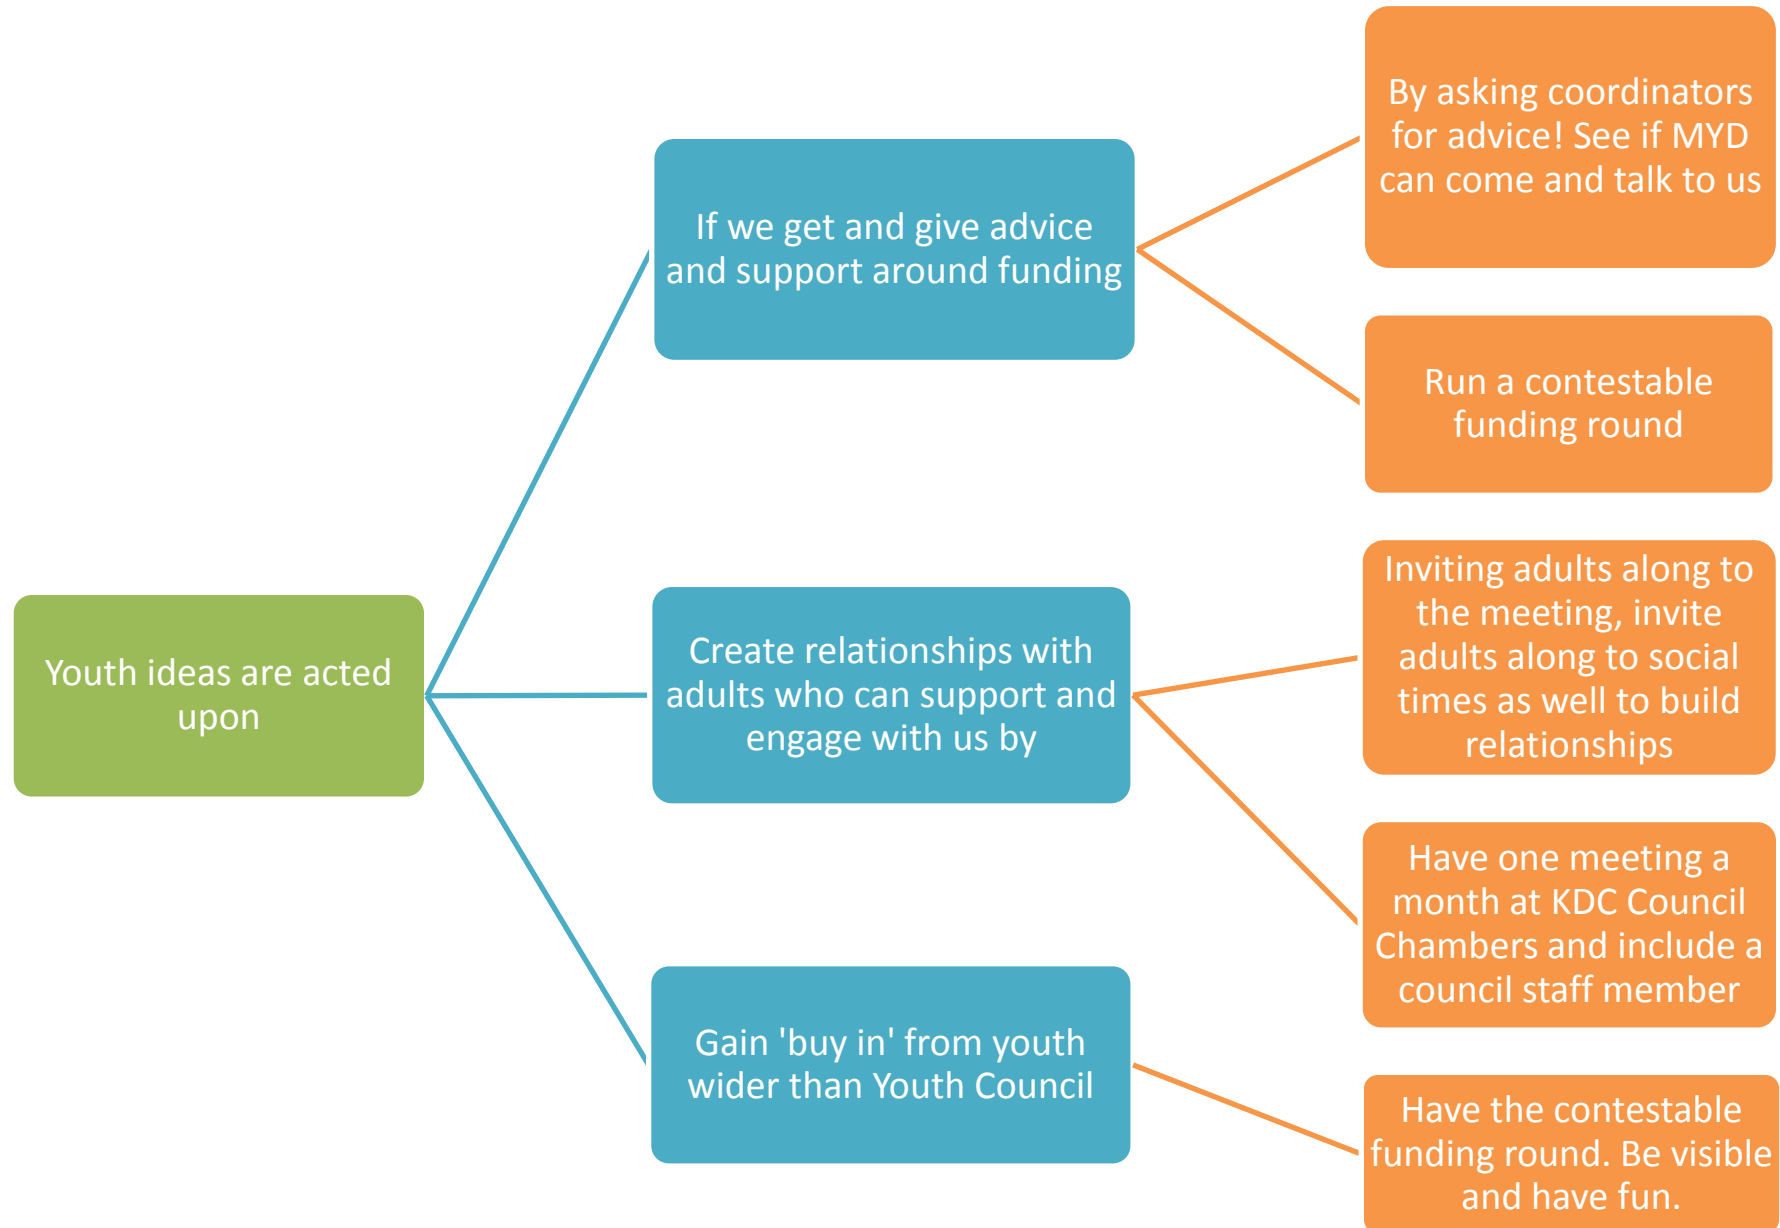 Youth ideas are acted
upon
If we get and give advice
and support around funding
By asking coordinators
for advice! See if MYD
can come and talk to us
Run a contestable
funding round
Create relationships with
adults who can support and
engage with us by
Inviting adults along to
the meeting, invite
adults along to social
times as well to build
relationships
Have one meeting a
month at KDC Council
Chambers and include a
council staff member
Gain 'buy in' from youth
wider than Youth Council
Have the contestable
funding round. Be visible
and have fun.